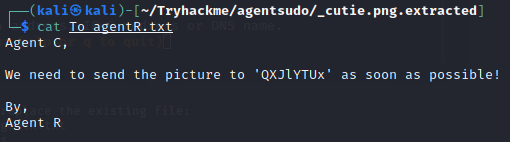 ┌──(kali㉿kali)-[~/Tryhackme/agentsudo/_cutie.png.extracted]
└─$ cat To_agentR.txt
Agent C,
We need to send the picture to 'QXJlYTUx' as soon as possible!
By,
Agent R